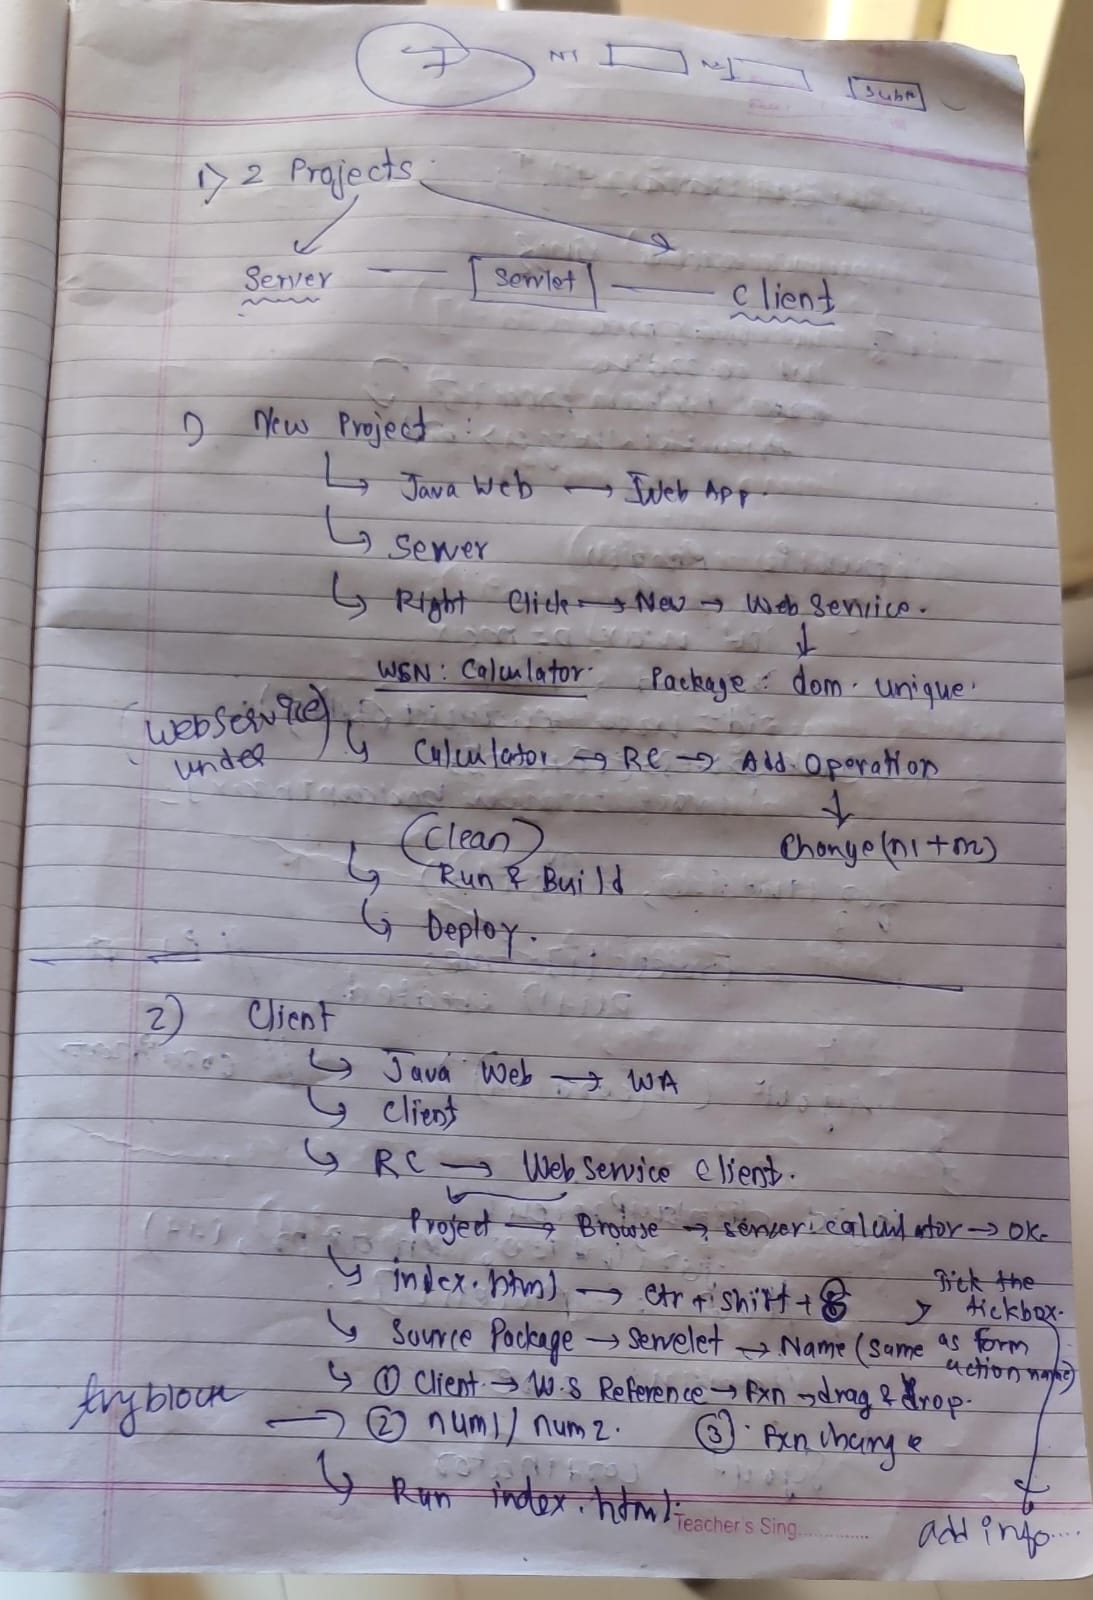 7 N1 N2 Subm
1) 2 Projects.
Server — Servlet — Client
1) New Project :
↳ Java Web → Web App.
↳ Server
↳ Right Click → New → Web Service.
WSN : Calculator. Package : dom. unique.
(Webservice) under
↳ Calculator → RC → Add Operation
Change (n1 + n2)
(Clean)
↳ Run & Build
↳ Deploy.
2) Client
↳ Java Web → WA
↳ Client
↳ RC → Web Service Client.
Project → Browse → server. calculator → OK.
↳ index.html → ctr + shift + 8
Tick the tickbox.
↳ Source Package → Servelet → Name (same as form action name)
↳ ① Client → W.S Reference → Fxn → drag & drop.
try block → ② num1 / num2. ③ Fxn change
↳ Run index.html.
Teacher's Sing..............
add info....